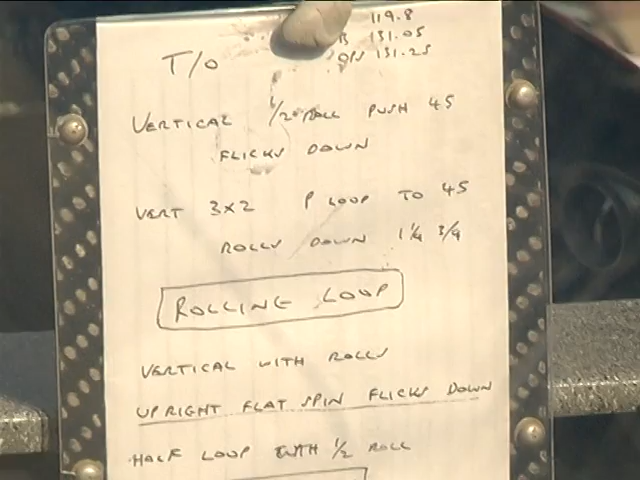 119.8
B 131.05
T/O
131.25
VERTICAL 1/2 ROLL PUSH 45
FLICKS DOWN
VERT 3X2 P LOOP TO 45
ROLLS DOWN 1 1/4 3/4
ROLLING LOOP
VERTICAL WITH ROLLS
UPRIGHT FLAT SPIN FLICKS DOWN
HALF LOOP WITH 1/2 ROLL